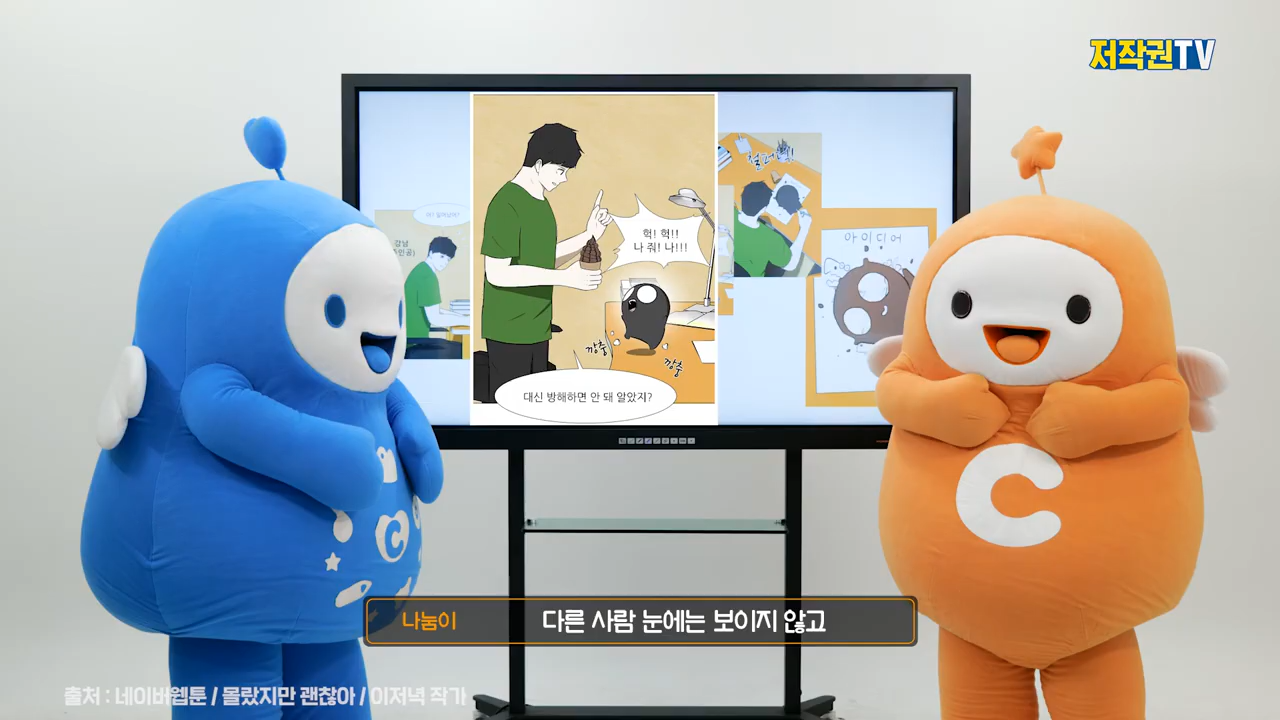 저작권TV
혁! 혁!!
나 줘! 나!!!
아이디어
깡충
깡충
대신 방해하면 안 돼 알았지?
C
C
나눔이 다른 사람 눈에는 보이지 않고
출처 : 네이버웹툰 / 몰랐지만 괜찮아 / 이저녁 작가